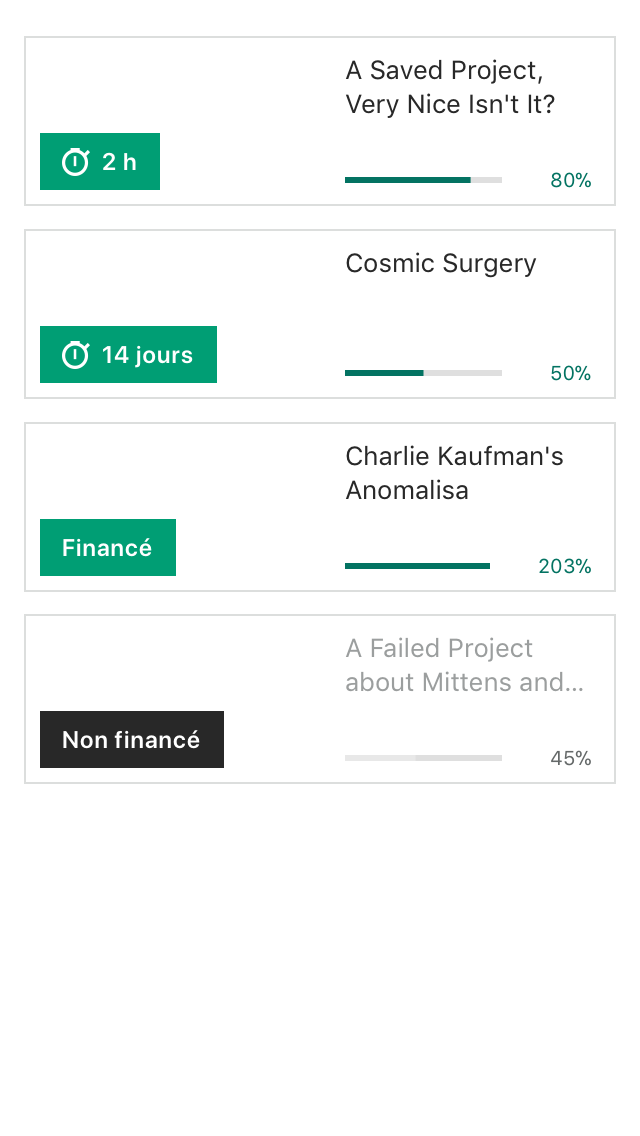 A Saved Project,
Very Nice Isn't It?
2 h
80%
Cosmic Surgery
14 jours
50%
Charlie Kaufman's
Anomalisa
Financé
203%
A Failed Project
about Mittens and...
Non financé
45%